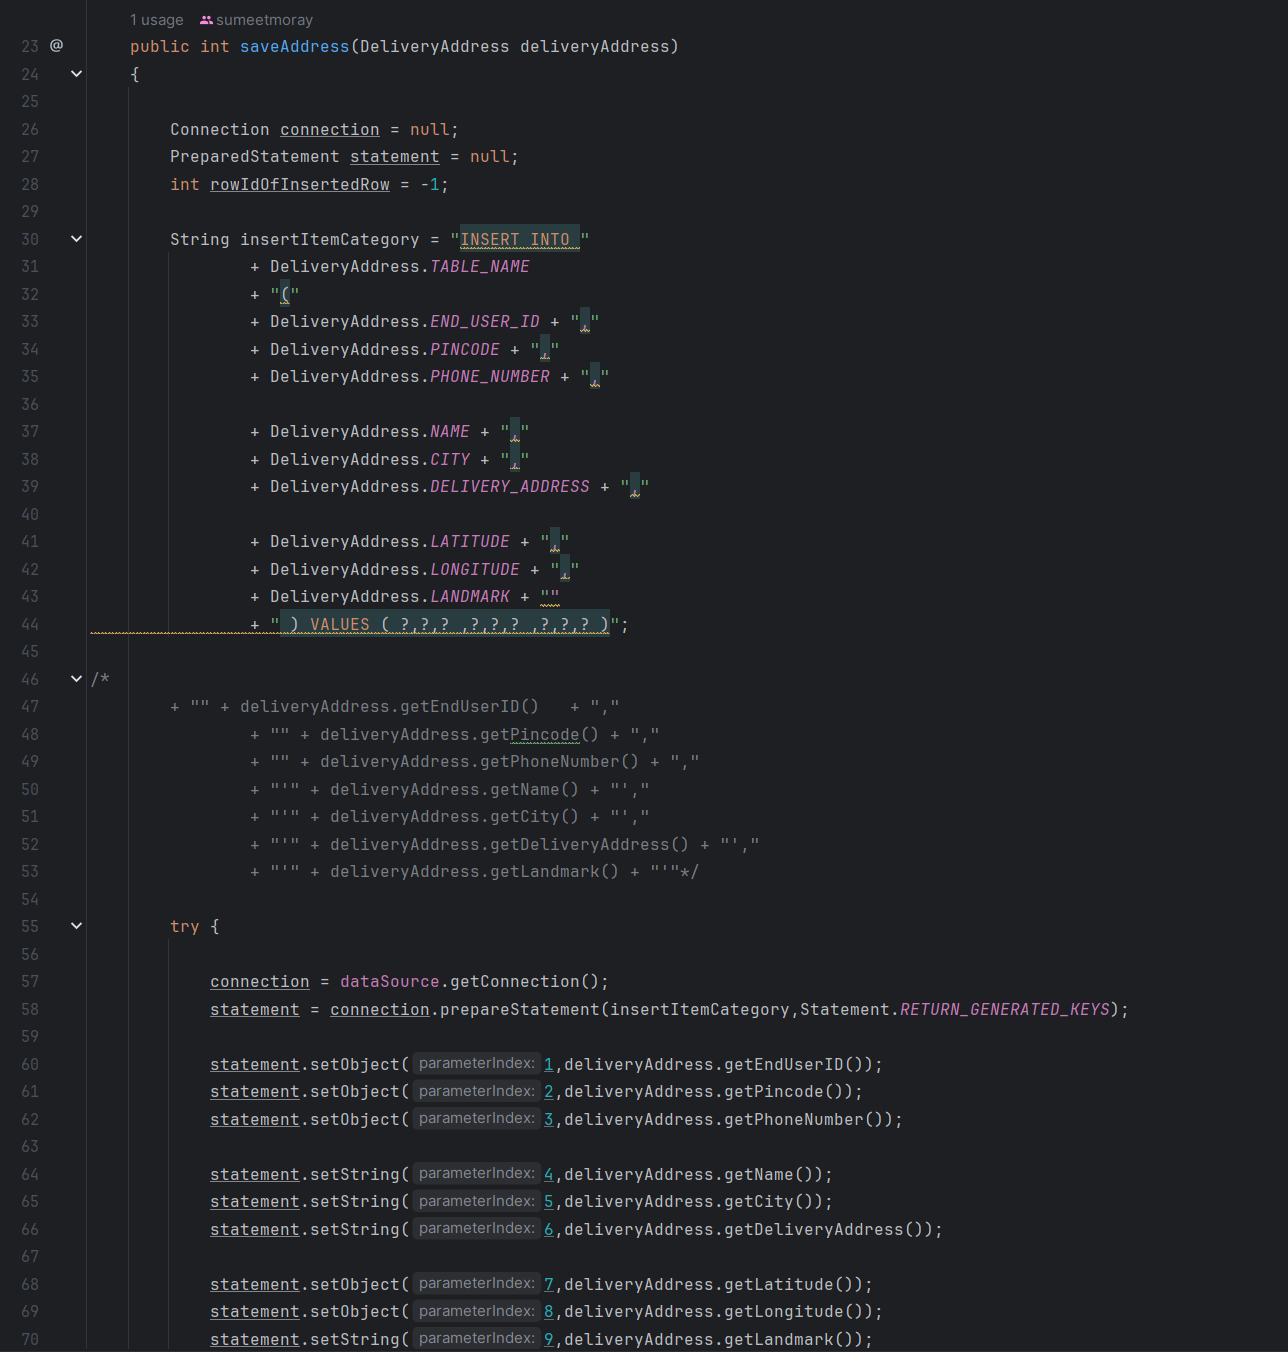 1 usage sumeetmoray
23 @ public int saveAddress(DeliveryAddress deliveryAddress)
24 {
25
26 Connection connection = null;
27 PreparedStatement statement = null;
28 int rowIdOfInsertedRow = -1;
29
30 String insertItemCategory = "INSERT INTO "
31 + DeliveryAddress.TABLE_NAME
32 + "("
33 + DeliveryAddress.END_USER_ID + ","
34 + DeliveryAddress.PINCODE + ","
35 + DeliveryAddress.PHONE_NUMBER + ","
36
37 + DeliveryAddress.NAME + ","
38 + DeliveryAddress.CITY + ","
39 + DeliveryAddress.DELIVERY_ADDRESS + ","
40
41 + DeliveryAddress.LATITUDE + ","
42 + DeliveryAddress.LONGITUDE + ","
43 + DeliveryAddress.LANDMARK + ""
44 + " ) VALUES ( ?,?,? ,?,?,? ,?,?,? )";
45
46 /*
47 + "" + deliveryAddress.getEndUserID()   + ","
48 + "" + deliveryAddress.getPincode() + ","
49 + "" + deliveryAddress.getPhoneNumber() + ","
50 + "'" + deliveryAddress.getName() + "',"
51 + "'" + deliveryAddress.getCity() + "',"
52 + "'" + deliveryAddress.getDeliveryAddress() + "',"
53 + "'" + deliveryAddress.getLandmark() + "'"*/
54
55 try {
56
57 connection = dataSource.getConnection();
58 statement = connection.prepareStatement(insertItemCategory,Statement.RETURN_GENERATED_KEYS);
59
60 statement.setObject( parameterIndex: 1,deliveryAddress.getEndUserID());
61 statement.setObject( parameterIndex: 2,deliveryAddress.getPincode());
62 statement.setObject( parameterIndex: 3,deliveryAddress.getPhoneNumber());
63
64 statement.setString( parameterIndex: 4,deliveryAddress.getName());
65 statement.setString( parameterIndex: 5,deliveryAddress.getCity());
66 statement.setString( parameterIndex: 6,deliveryAddress.getDeliveryAddress());
67
68 statement.setObject( parameterIndex: 7,deliveryAddress.getLatitude());
69 statement.setObject( parameterIndex: 8,deliveryAddress.getLongitude());
70 statement.setString( parameterIndex: 9,deliveryAddress.getLandmark());